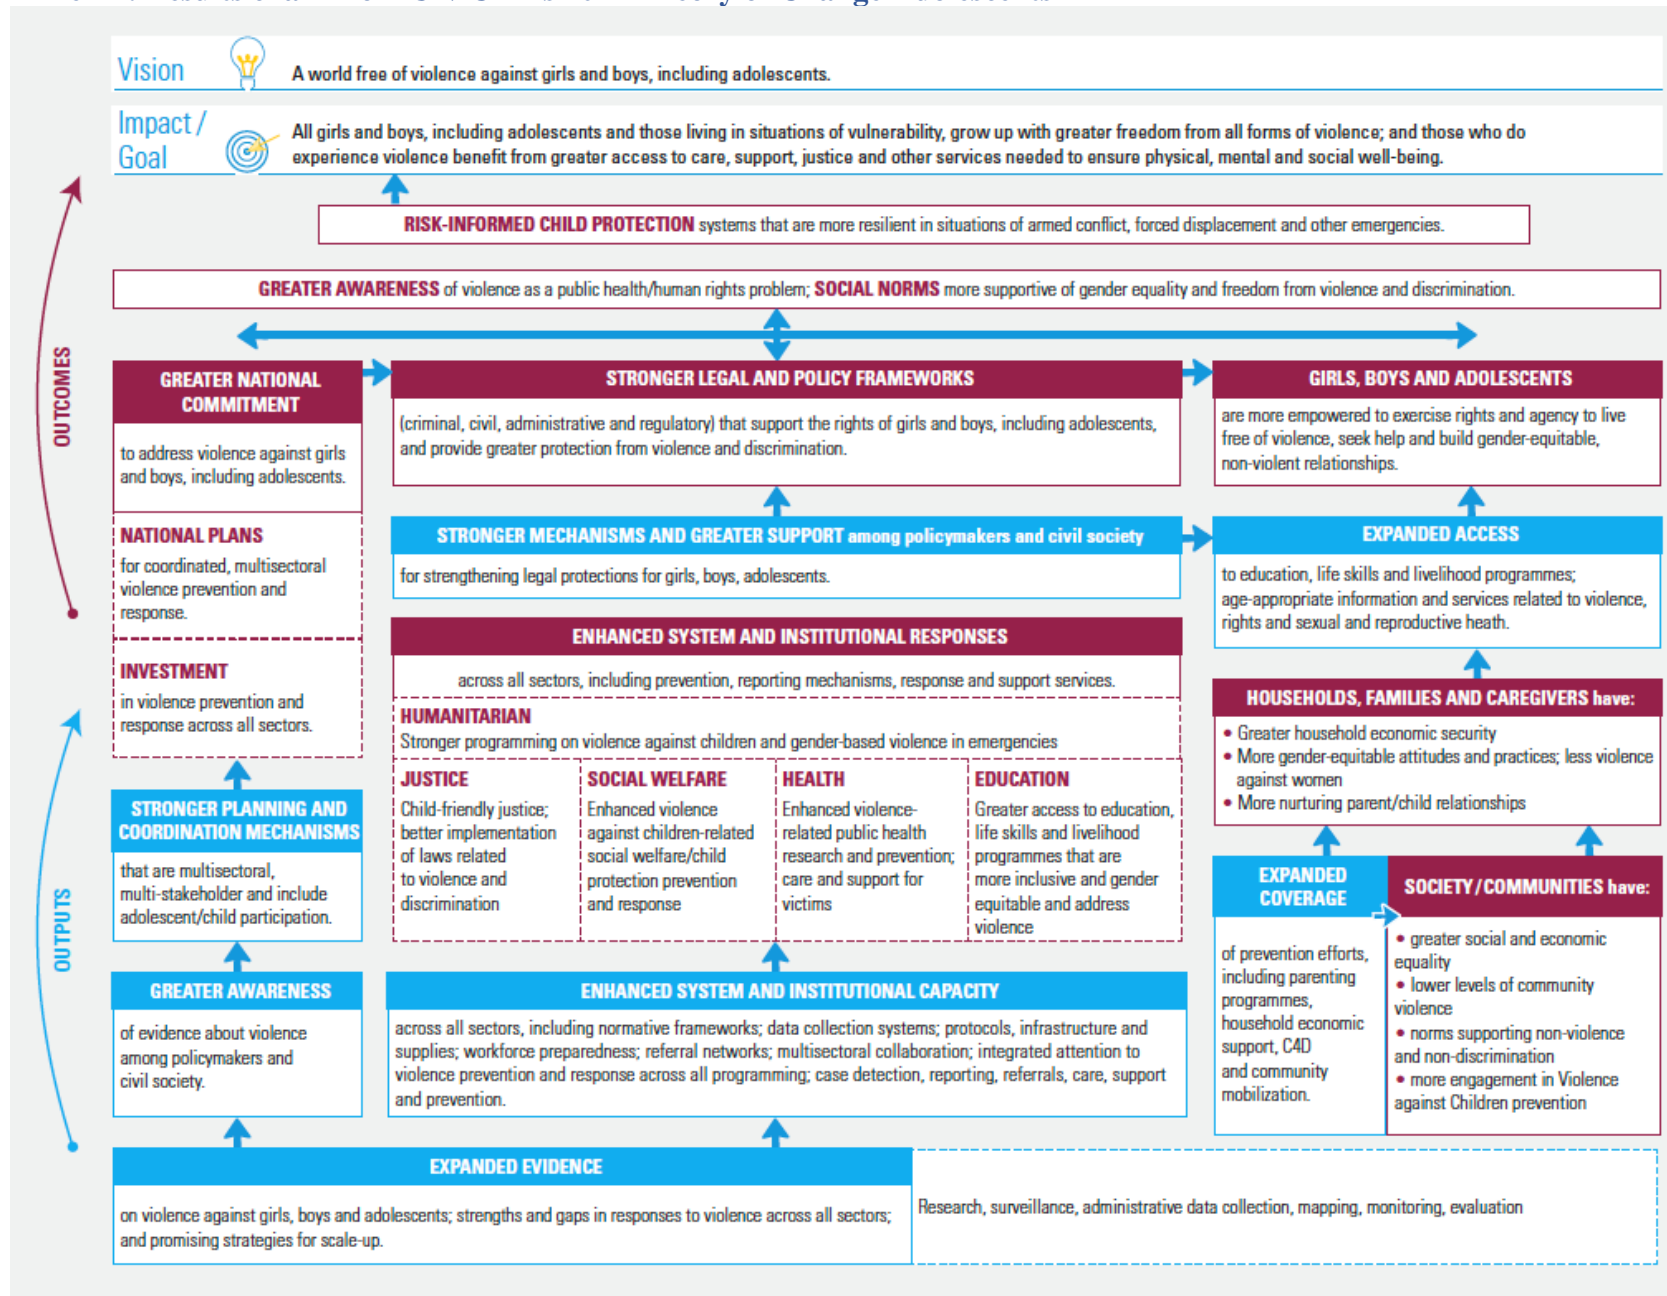 Vision
A world free of violence against girls and boys, including adolescents.
Impact /
Goal
All girls and boys, including adolescents and those living in situations of vulnerability, grow up with greater freedom from all forms of violence; and those who do
experience violence benefit from greater access to care, support, justice and other services needed to ensure physical, mental and social well-being.
RISK-INFORMED CHILD PROTECTION systems that are more resilient in situations of armed conflict, forced displacement and other emergencies.
GREATER AWARENESS of violence as a public health/human rights problem; SOCIAL NORMS more supportive of gender equality and freedom from violence and discrimination.
OUTCOMES
GREATER NATIONAL
COMMITMENT
to address violence against girls
and boys, including adolescents.
NATIONAL PLANS
for coordinated, multisectoral
violence prevention and
response.
INVESTMENT
in violence prevention and
response across all sectors.
STRONGER LEGAL AND POLICY FRAMEWORKS
(criminal, civil, administrative and regulatory) that support the rights of girls and boys, including adolescents,
and provide greater protection from violence and discrimination.
GIRLS, BOYS AND ADOLESCENTS
are more empowered to exercise rights and agency to live
free of violence, seek help and build gender-equitable,
non-violent relationships.
STRONGER MECHANISMS AND GREATER SUPPORT among policymakers and civil society
for strengthening legal protections for girls, boys, adolescents.
EXPANDED ACCESS
to education, life skills and livelihood programmes;
age-appropriate information and services related to violence,
rights and sexual and reproductive heath.
ENHANCED SYSTEM AND INSTITUTIONAL RESPONSES
across all sectors, including prevention, reporting mechanisms, response and support services.
HUMANITARIAN
Stronger programming on violence against children and gender-based violence in emergencies
JUSTICE
Child-friendly justice;
better implementation
of laws related
to violence and
discrimination
SOCIAL WELFARE
Enhanced violence
against children-related
social welfare/child
protection prevention
and response
HEALTH
Enhanced violence-
related public health
research and prevention;
care and support for
victims
EDUCATION
Greater access to education,
life skills and livelihood
programmes that are
more inclusive and gender
equitable and address
violence
HOUSEHOLDS, FAMILIES AND CAREGIVERS have:
• Greater household economic security
• More gender-equitable attitudes and practices; less violence
against women
• More nurturing parent/child relationships
OUTPUTS
STRONGER PLANNING AND
COORDINATION MECHANISMS
that are multisectoral,
multi-stakeholder and include
adolescent/child participation.
EXPANDED
COVERAGE
of prevention efforts,
including parenting
programmes,
household economic
support, C4D
and community
mobilization.
SOCIETY/COMMUNITIES have:
• greater social and economic
equality
• lower levels of community
violence
• norms supporting non-violence
and non-discrimination
• more engagement in Violence
against Children prevention
GREATER AWARENESS
of evidence about violence
among policymakers and
civil society.
ENHANCED SYSTEM AND INSTITUTIONAL CAPACITY
across all sectors, including normative frameworks; data collection systems; protocols, infrastructure and
supplies; workforce preparedness; referral networks; multisectoral collaboration; integrated attention to
violence prevention and response across all programming; case detection, reporting, referrals, care, support
and prevention.
EXPANDED EVIDENCE
on violence against girls, boys and adolescents; strengths and gaps in responses to violence across all sectors;
and promising strategies for scale-up.
Research, surveillance, administrative data collection, mapping, monitoring, evaluation